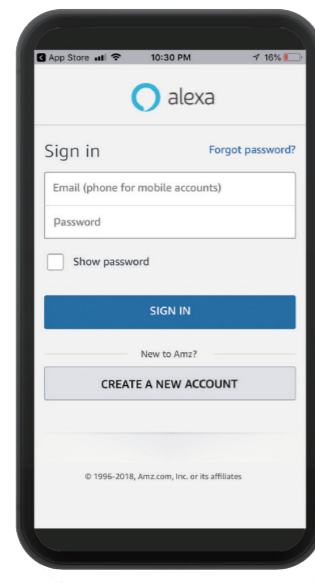 App Store 10:30 PM 16%
alexa
Sign in Forgot password?
Email (phone for mobile accounts)
Password
Show password
SIGN IN
New to Amz?
CREATE A NEW ACCOUNT
© 1996-2018, Amz.com, Inc. or its affiliates